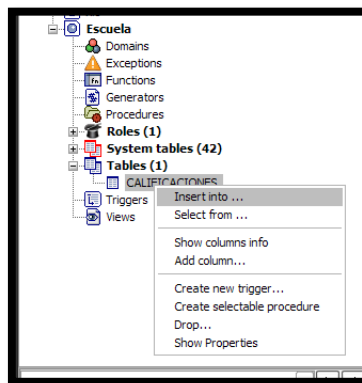 Escuela
Domains
Exceptions
Functions
Generators
Procedures
Roles (1)
System tables (42)
Tables (1)
CALIFICACIONES
Triggers
Views
Insert into ...
Select from ...
Show columns info
Add column...
Create new trigger...
Create selectable procedure
Drop...
Show Properties